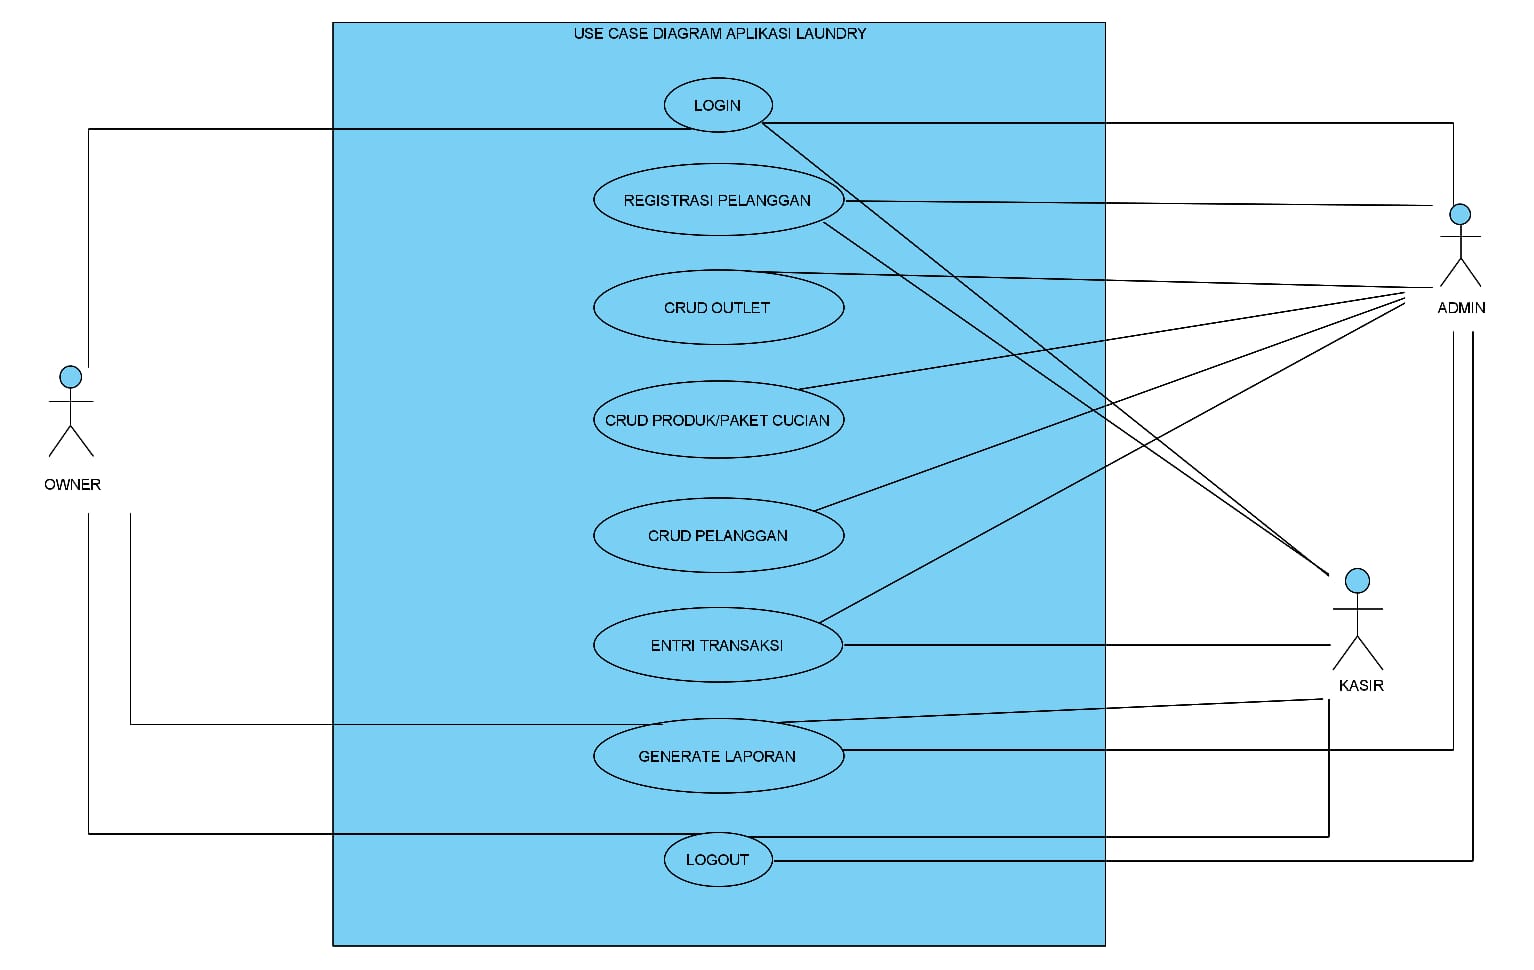 USE CASE DIAGRAM APLIKASI LAUNDRY
LOGIN
REGISTRASI PELANGGAN
CRUD OUTLET
ADMIN
CRUD PRODUK/PAKET CUCIAN
OWNER
CRUD PELANGGAN
ENTRI TRANSAKSI
KASIR
GENERATE LAPORAN
LOGOUT